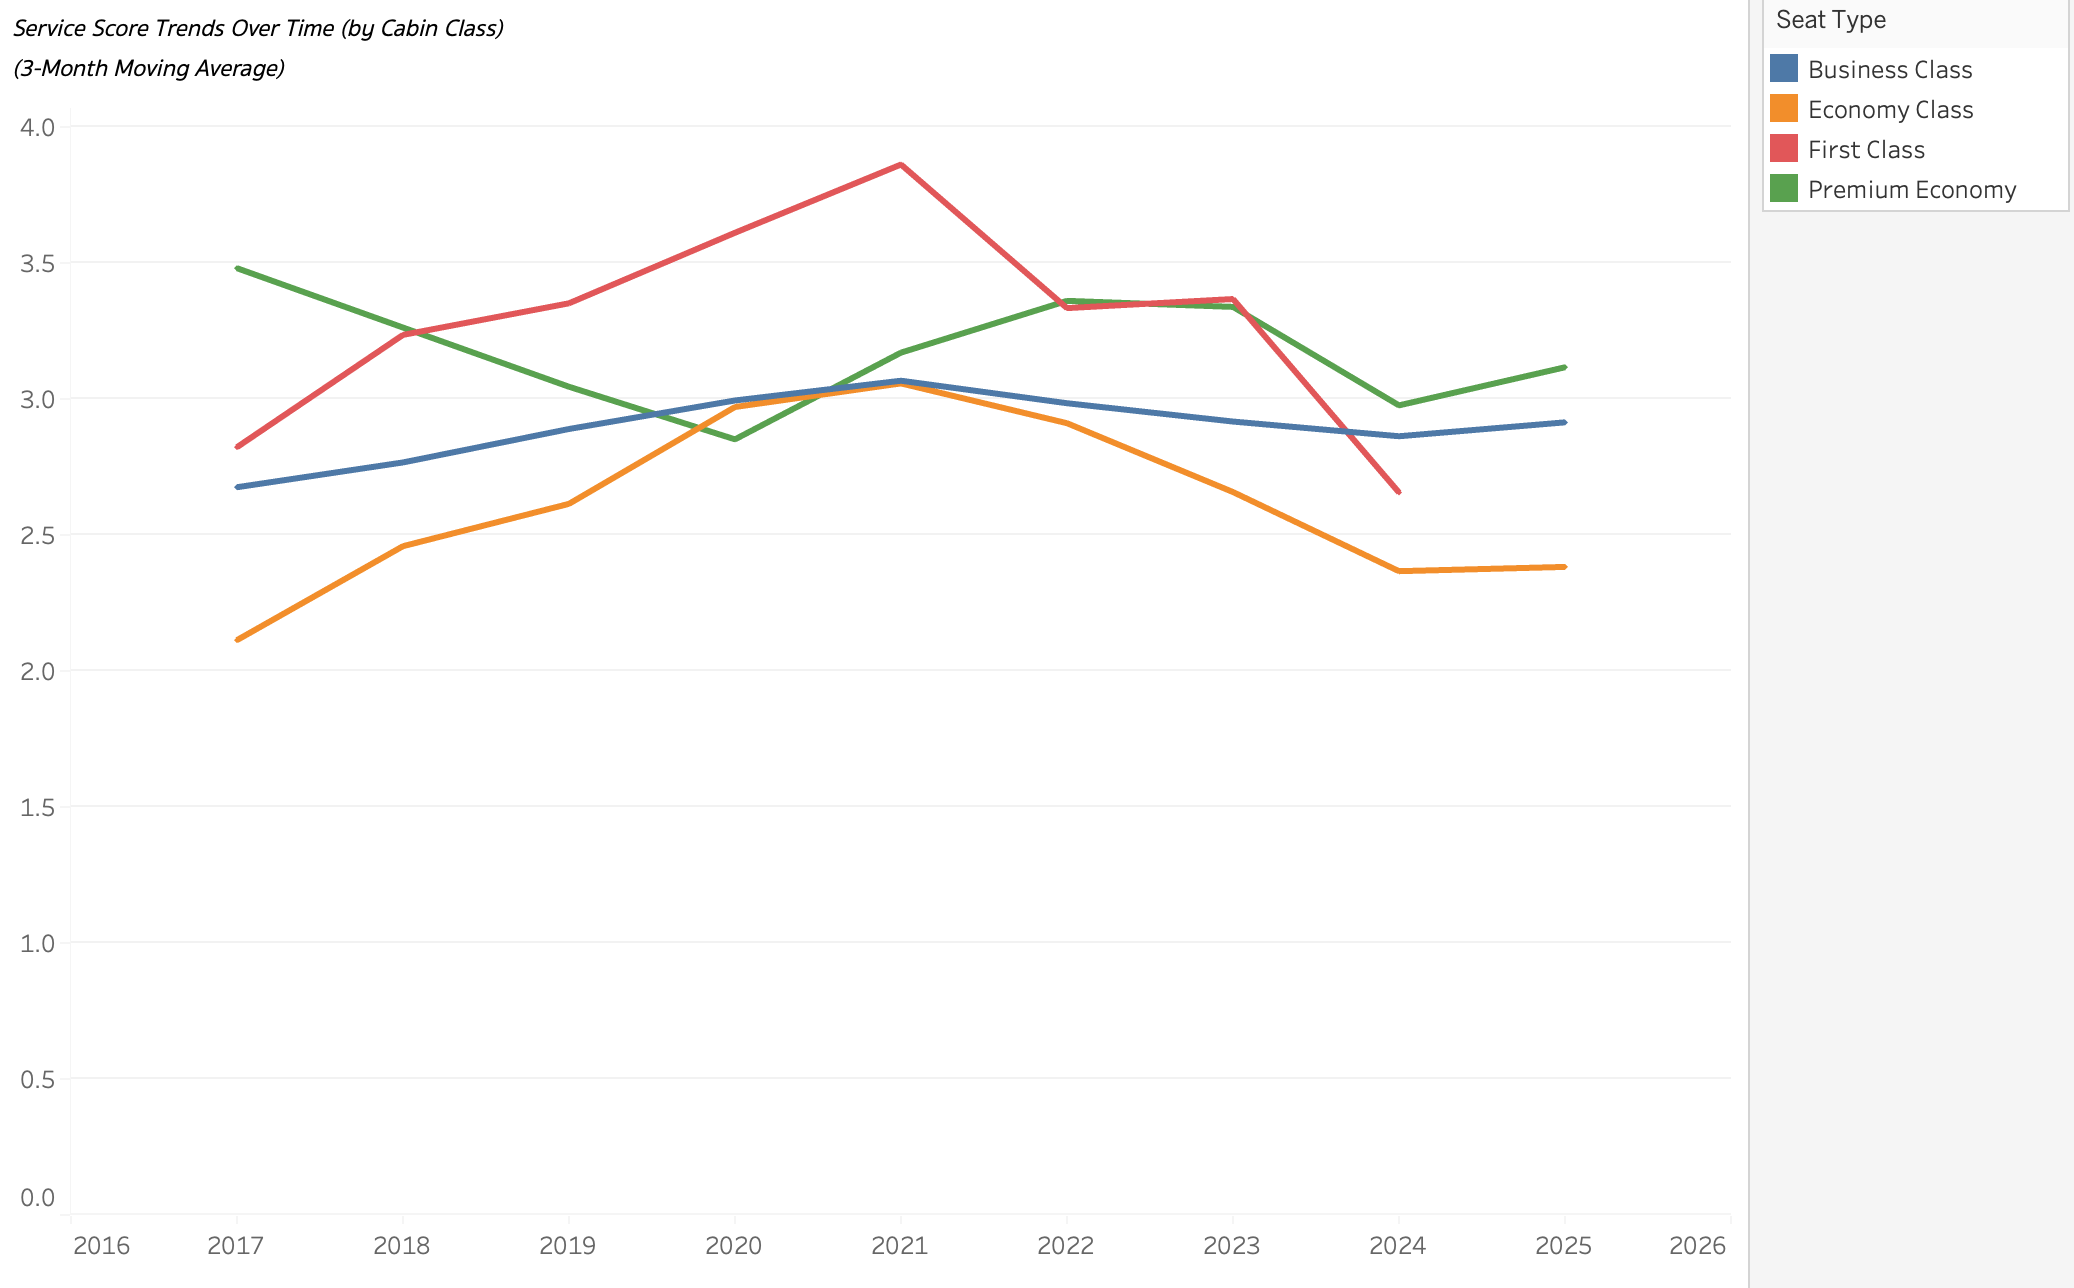 Service Score Trends Over Time (by Cabin Class)
(3-Month Moving Average)
Seat Type
Business Class
Economy Class
First Class
Premium Economy
4.0
3.5
3.0
2.5
2.0
1.5
1.0
0.5
0.0
2016 2017 2018 2019 2020 2021 2022 2023 2024 2025 2026